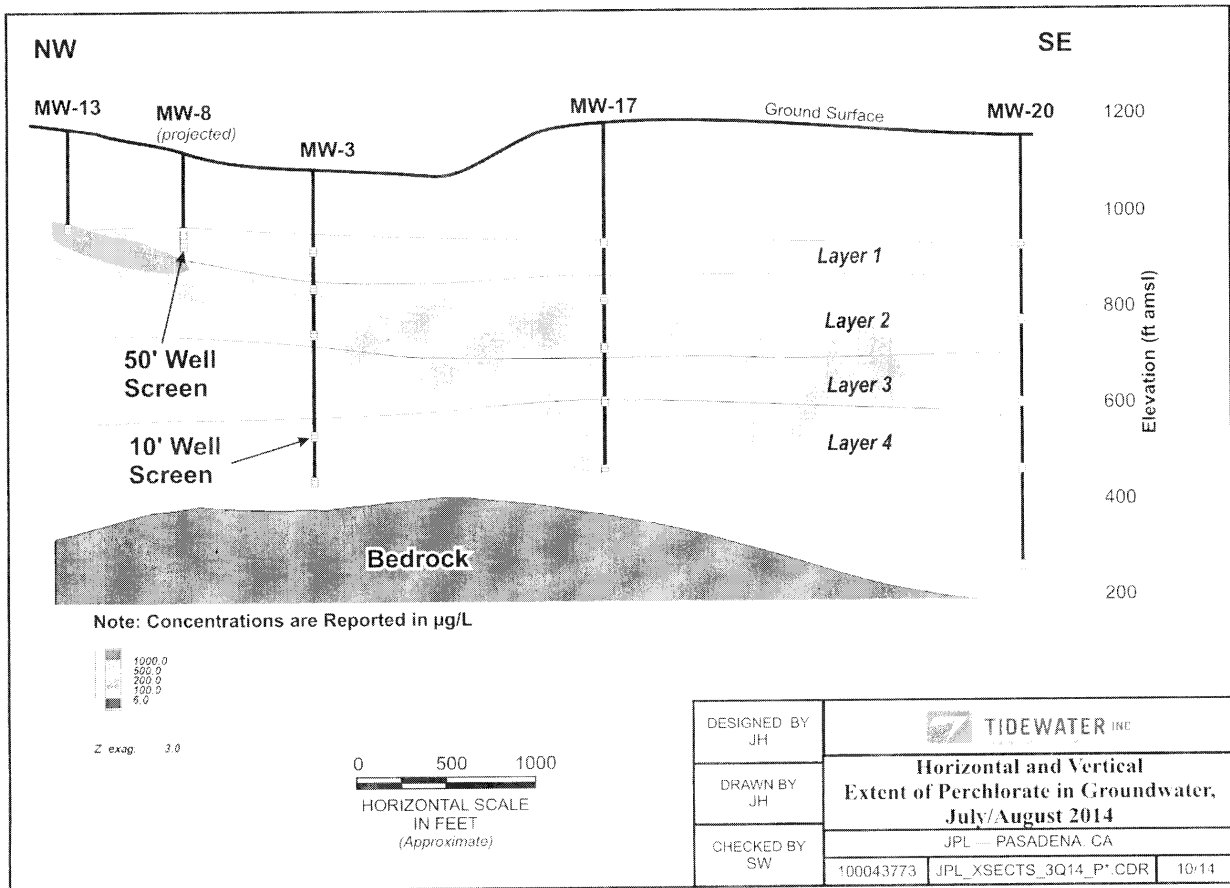 NW
SE
MW-13
MW-8
(projected)
MW-3
MW-17
Ground Surface
MW-20
1200
1000
800
600
400
200
Elevation (ft amsl)
Layer 1
Layer 2
Layer 3
Layer 4
50' Well
Screen
10' Well
Screen
Bedrock
Note: Concentrations are Reported in µg/L
1000.0
500.0
200.0
100.0
6.0
Z exag: 3.0
0 500 1000
HORIZONTAL SCALE
IN FEET
(Approximate)
DESIGNED BY
JH
DRAWN BY
JH
CHECKED BY
SW
TIDEWATER INC
Horizontal and Vertical
Extent of Perchlorate in Groundwater,
July/August 2014
JPL — PASADENA, CA
100043773 JPL_XSECTS_3Q14_P*.CDR 10/14